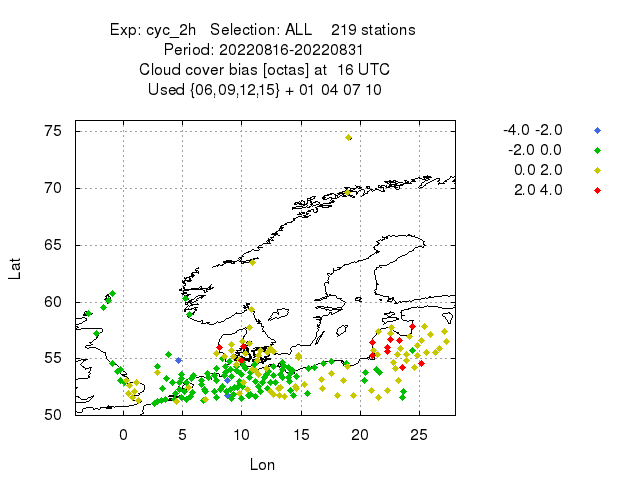 Exp: cyc_2h   Selection: ALL    219 stations
Period: 20220816-20220831
Cloud cover bias [octas] at  16 UTC
Used {06,09,12,15} + 01 04 07 10
-4.0 -2.0
-2.0 0.0
0.0 2.0
2.0 4.0
75
70
65
60
55
50
Lat
0 5 10 15 20 25
Lon